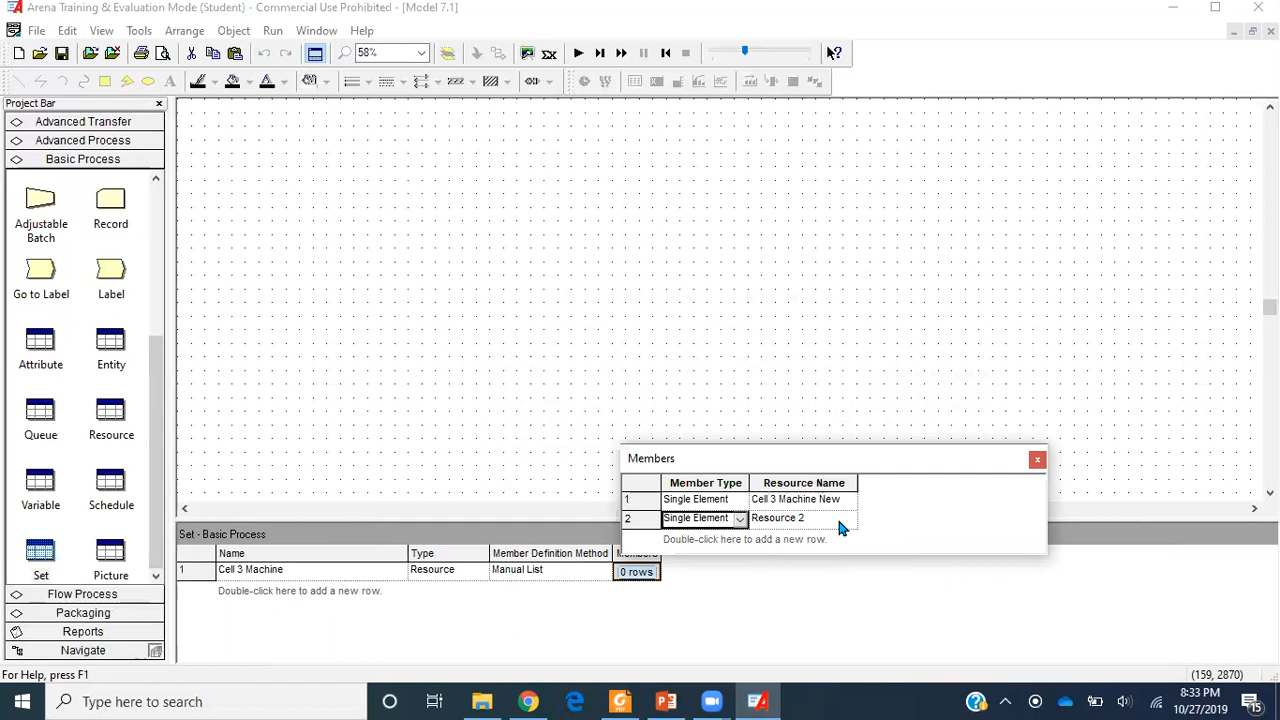 Arena Training & Evaluation Mode (Student) - Commercial Use Prohibited - [Model 7.1]
File Edit View Tools Arrange Object Run Window Help
58%
Project Bar
Advanced Transfer
Advanced Process
Basic Process
Adjustable Batch
Record
Go to Label
Label
Attribute
Entity
Queue
Resource
Variable
Schedule
Set
Picture
Flow Process
Packaging
Reports
Navigate
Members
Member Type Resource Name
1 Single Element Cell 3 Machine New
2 Single Element Resource 2
Double-click here to add a new row.
Set - Basic Process
Name Type Member Definition Method Members
1 Cell 3 Machine Resource Manual List 0 rows
Double-click here to add a new row.
For Help, press F1
(159, 2870)
Type here to search
8:33 PM
10/27/2019
15